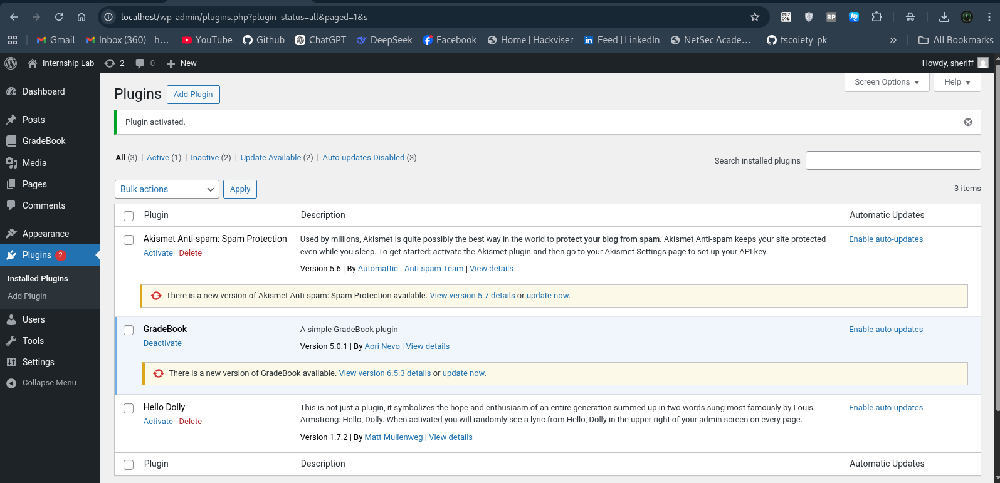 localhost/wp-admin/plugins.php?plugin_status=all&paged=1&s
BP
Gmail
Inbox (360) - h...
YouTube
Github
ChatGPT
DeepSeek
Facebook
Home | Hackviser
Feed | LinkedIn
NetSec Acade...
fscoiety-pk
»
All Bookmarks
Internship Lab
2
0
New
Howdy, sheriff
Dashboard
Posts
GradeBook
Media
Pages
Comments
Appearance
Plugins 2
Installed Plugins
Add Plugin
Users
Tools
Settings
Collapse Menu
Screen Options
Help
Plugins
Add Plugin
Plugin activated.
All (3) | Active (1) | Inactive (2) | Update Available (2) | Auto-updates Disabled (3)
Search installed plugins
Bulk actions
Apply
3 items
Plugin Description Automatic Updates
Akismet Anti-spam: Spam Protection
Activate | Delete
Used by millions, Akismet is quite possibly the best way in the world to protect your blog from spam. Akismet Anti-spam keeps your site protected
even while you sleep. To get started: activate the Akismet plugin and then go to your Akismet Settings page to set up your API key.
Version 5.6 | By Automattic - Anti-spam Team | View details
Enable auto-updates
There is a new version of Akismet Anti-spam: Spam Protection available. View version 5.7 details or update now.
GradeBook
Deactivate
A simple GradeBook plugin
Version 5.0.1 | By Aori Nevo | View details
Enable auto-updates
There is a new version of GradeBook available. View version 6.5.3 details or update now.
Hello Dolly
Activate | Delete
This is not just a plugin, it symbolizes the hope and enthusiasm of an entire generation summed up in two words sung most famously by Louis
Armstrong: Hello, Dolly. When activated you will randomly see a lyric from Hello, Dolly in the upper right of your admin screen on every page.
Version 1.7.2 | By Matt Mullenweg | View details
Enable auto-updates
Plugin Description Automatic Updates